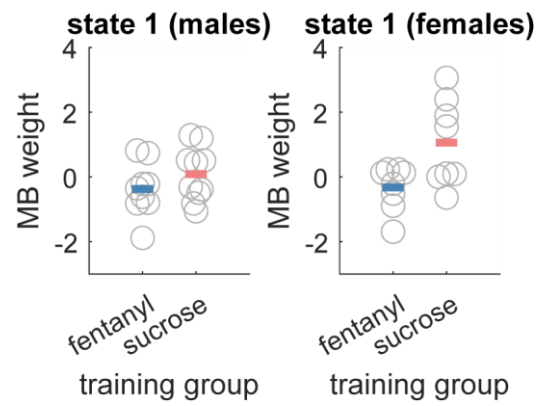 state 1 (males)
MB weight
4
2
0
-2
fentanyl
sucrose
training group
state 1 (females)
MB weight
4
2
0
-2
fentanyl
sucrose
training group